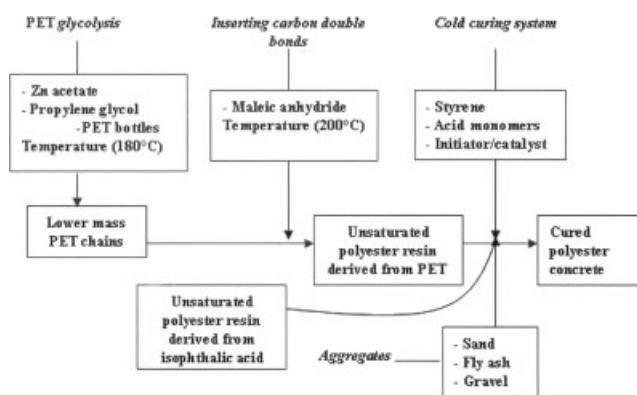 PET glycolysis
Inserting carbon double
bonds
Cold curing system
- Zn acetate
- Propylene glycol
-PET bottles
Temperature (180°C)
- Maleic anhydride
Temperature (200°C)
- Styrene
- Acid monomers
- Initiator/catalyst
Lower mass
PET chains
Unsaturated
polyester resin
derived from PET
Cured
polyester
concrete
Unsaturated
polyester resin
derived from
isophthalic acid
Aggregates
- Sand
- Fly ash
- Gravel